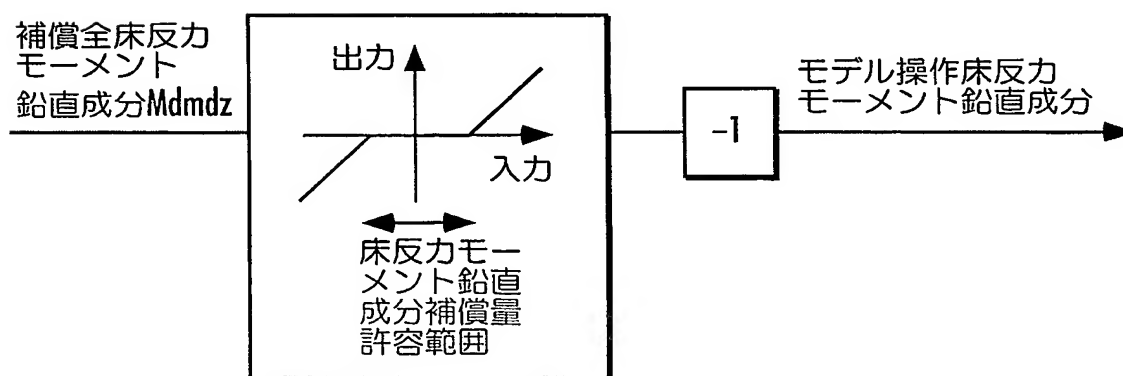 補償全床反力
モーメント
鉛直成分Mdmdz
出力
入力
床反力モー
メント鉛直
成分補償量
許容範囲
-1
モデル操作床反力
モーメント鉛直成分